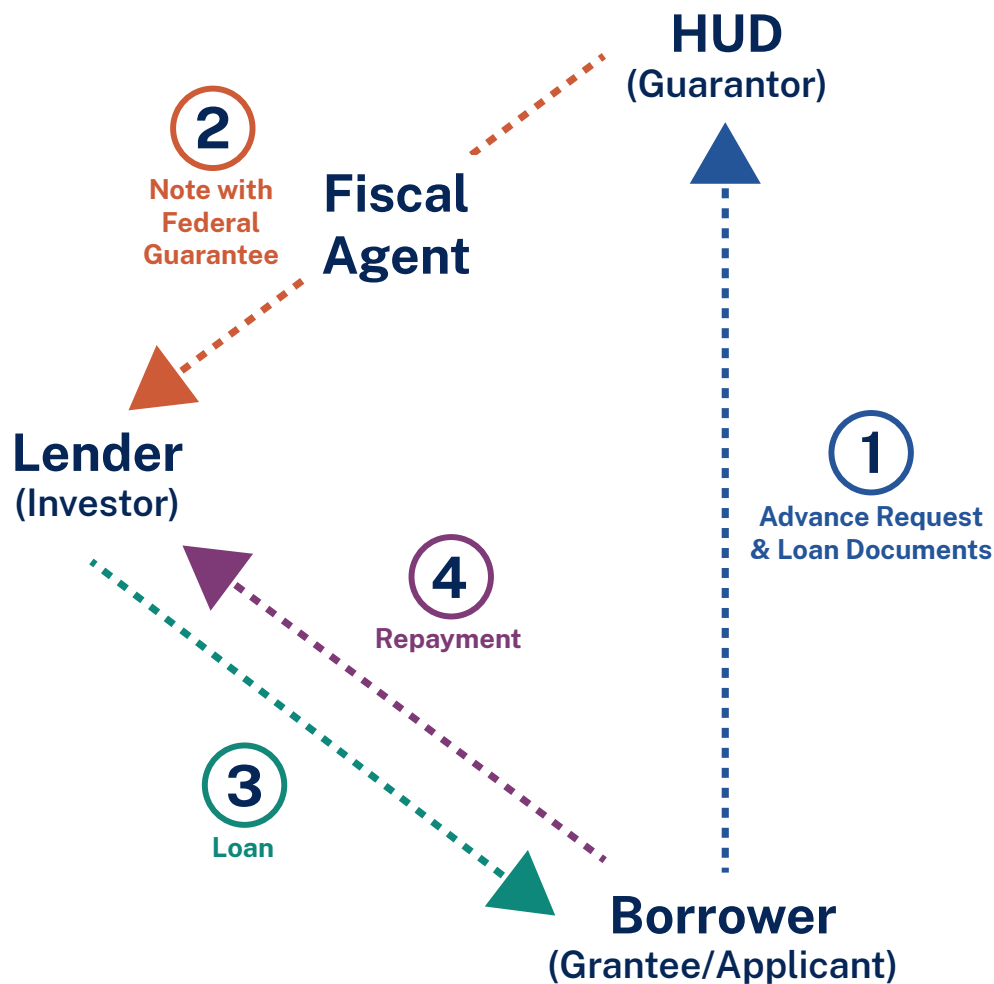 HUD
(Guarantor)
2
Note with
Federal
Guarantee
Fiscal
Agent
Lender
(Investor)
1
Advance Request
& Loan Documents
4
Repayment
3
Loan
Borrower
(Grantee/Applicant)